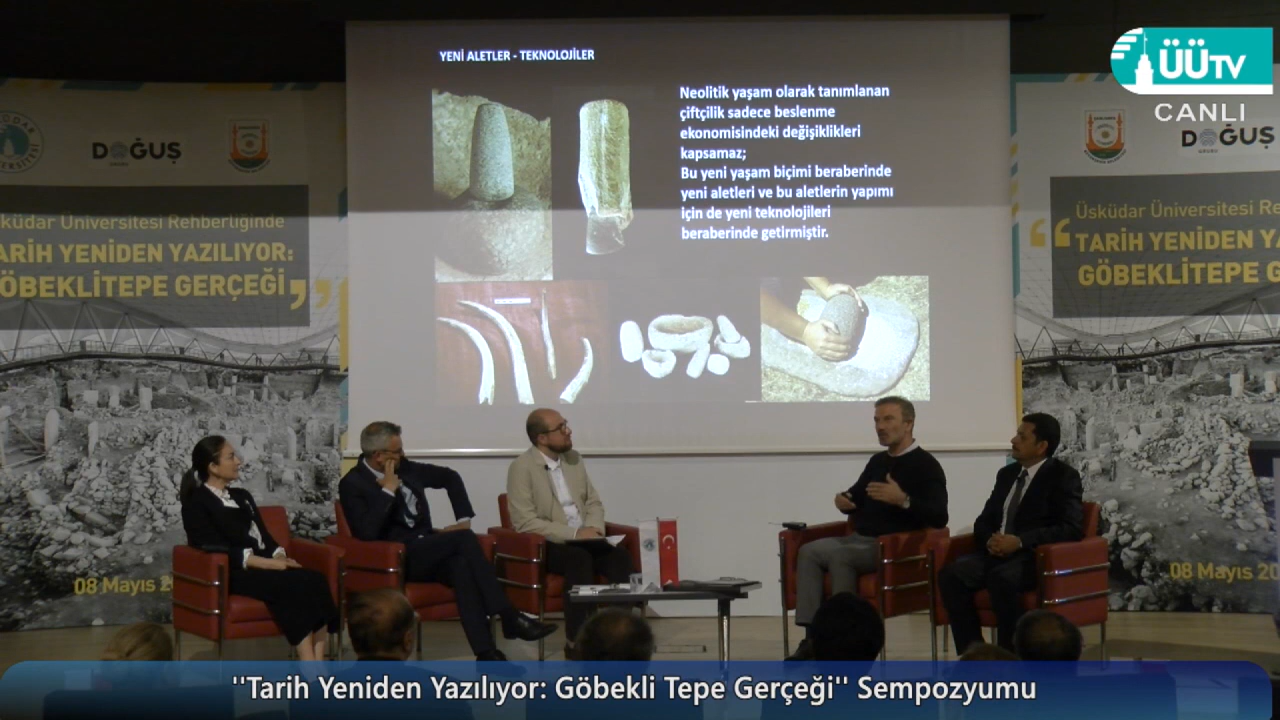 YENİ ALETLER - TEKNOLOJİLER
Neolitik yaşam olarak tanımlanan
çiftçilik sadece beslenme
ekonomisindeki değişiklikleri
kapsamaz;
Bu yeni yaşam biçimi beraberinde
yeni aletleri ve bu aletlerin yapımı
için de yeni teknolojileri
beraberinde getirmiştir.
ÜÜTV
CANLI
DOĞUŞ
Üniversitesi Rehberliğinde
YENİDEN YAZILIYOR:
GÖBEKLİTEPE GERÇEĞİ
08 Mayıs
DOĞUŞ
Üsküdar Üniversitesi
TARİH YENİDEN
GÖBEKLİTEPE
08 Mayıs
''Tarih Yeniden Yazılıyor: Göbekli Tepe Gerçeği'' Sempozyumu